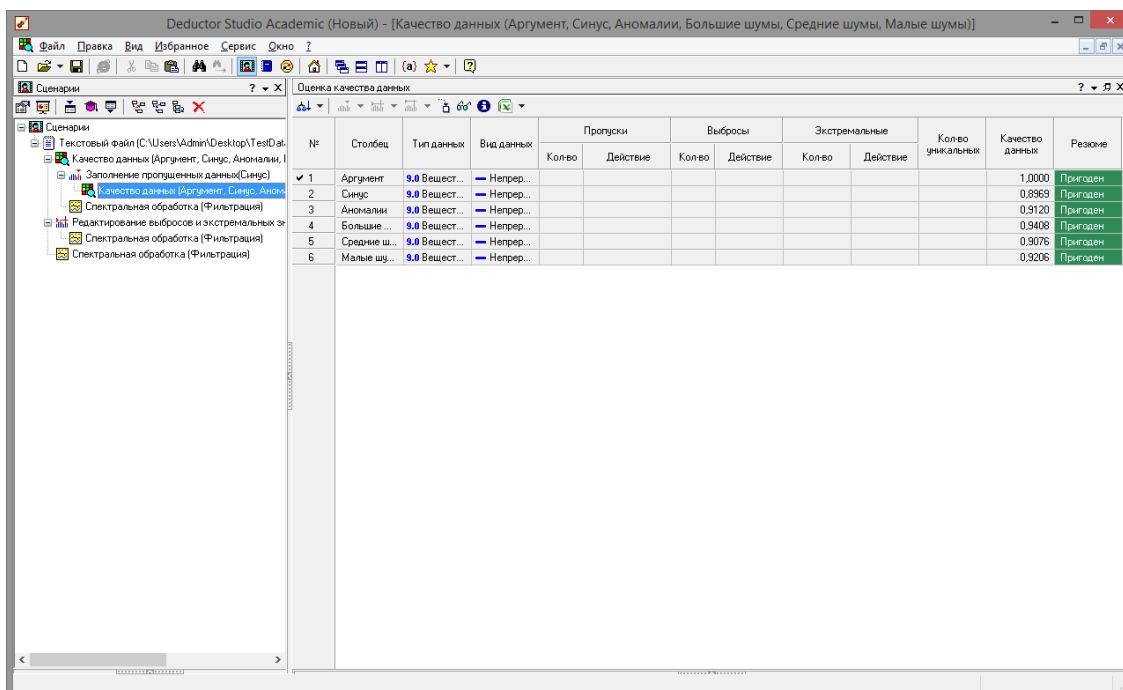 Deductor Studio Academic (Новый) - [Качество данных (Аргумент, Синус, Аномалии, Большие шумы, Средние шумы, Малые шумы)]
Файл Правка Вид Избранное Сервис Окно ?
Сценарии ? X
Сценарии
Текстовый файл (C:\Users\Admin\Desktop\TestDat
Качество данных (Аргумент, Синус, Аномалии, I
Заполнение пропущенных данных(Синус)
Качество данных (Аргумент, Синус, Аном
Спектральная обработка (Фильтрация)
Редактирование выбросов и экстремальных зн
Спектральная обработка (Фильтрация)
Спектральная обработка (Фильтрация)
Оценка качества данных ? X
№ Столбец Тип данных Вид данных Пропуски Выбросы Экстремальные Кол-во уникальных Качество данных Резюме
Кол-во Действие Кол-во Действие Кол-во Действие
1 Аргумент 9.0 Вещест... Непрер... 1,0000 Пригоден
2 Синус 9.0 Вещест... Непрер... 0,8969 Пригоден
3 Аномалии 9.0 Вещест... Непрер... 0,9120 Пригоден
4 Большие ... 9.0 Вещест... Непрер... 0,9408 Пригоден
5 Средние ш... 9.0 Вещест... Непрер... 0,9076 Пригоден
6 Малые шу... 9.0 Вещест... Непрер... 0,9206 Пригоден